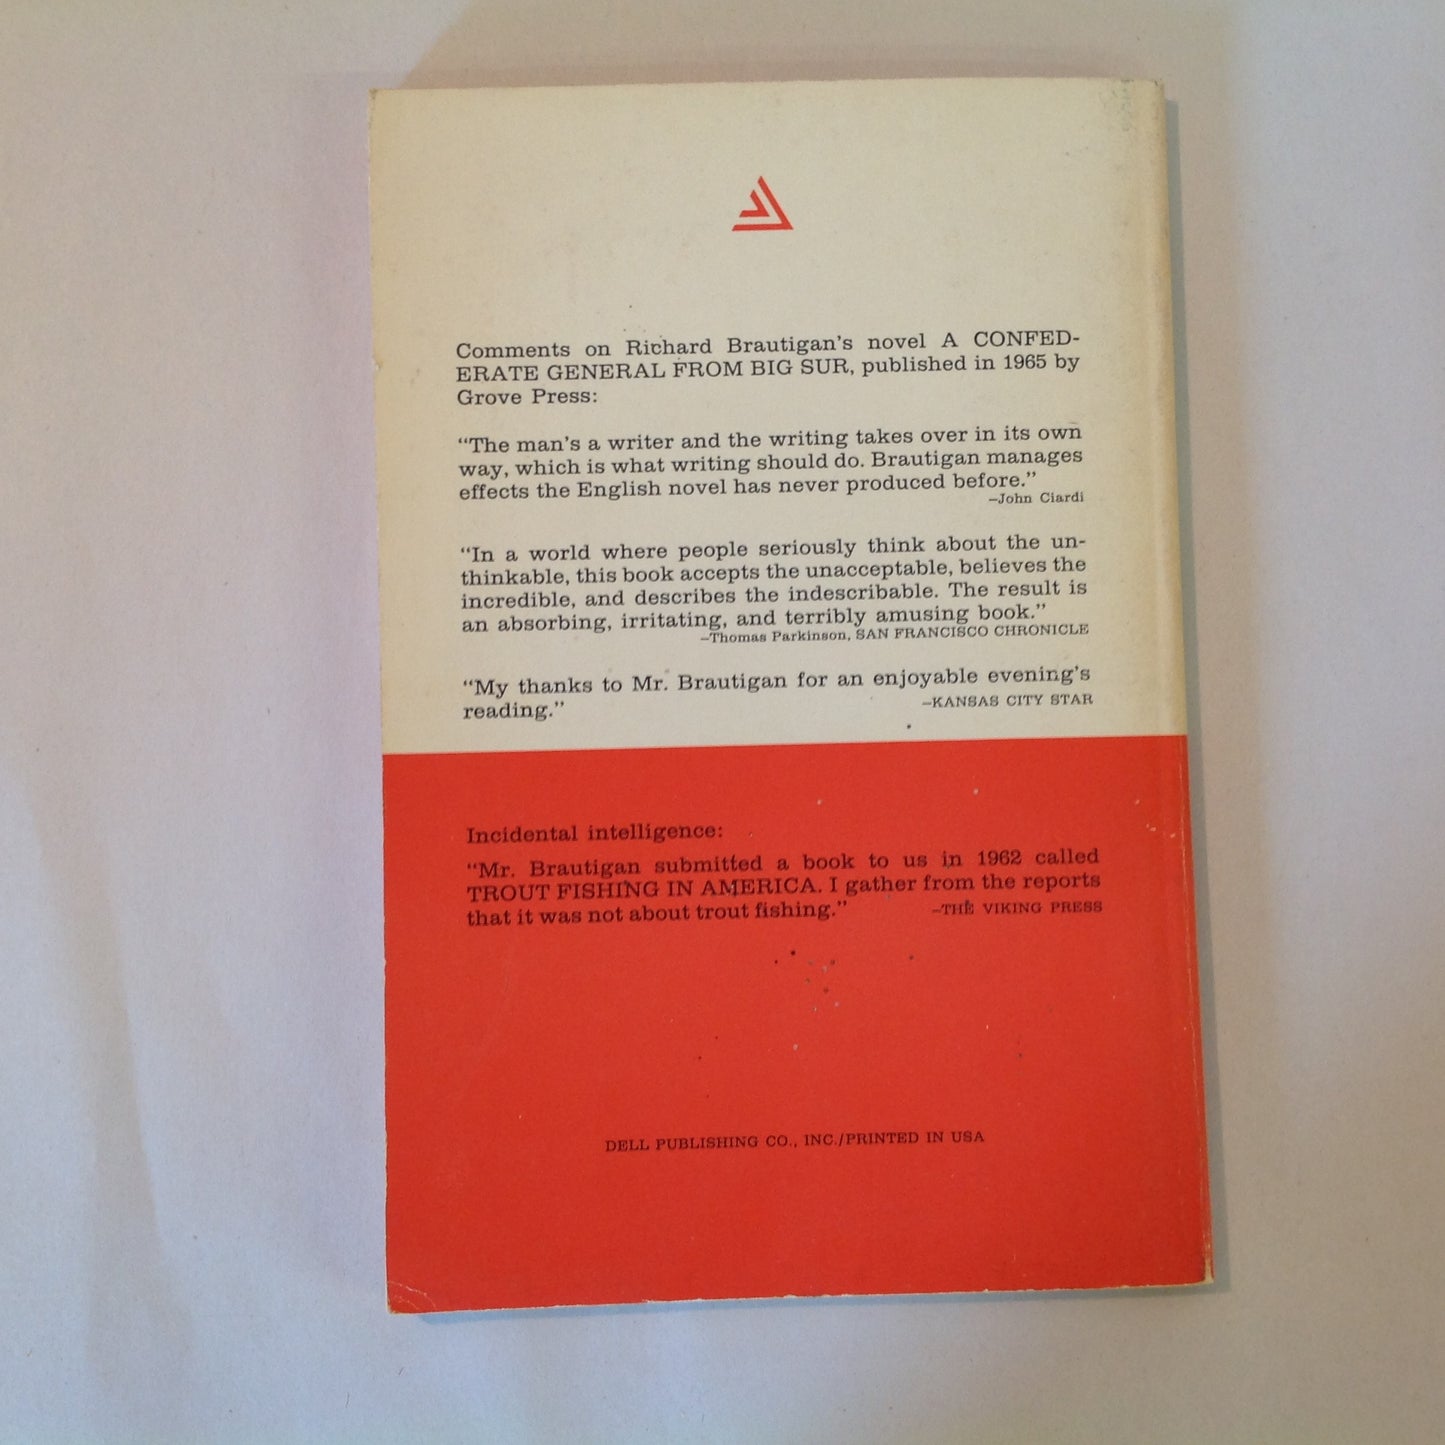 Comments on Richard Brautigan's novel A CONFED-
ERATE GENERAL FROM BIG SUR, published in 1965 by
Grove Press:
“The man's a writer and the writing takes over in its own
way, which is what writing should do. Brautigan manages
effects the English novel has never produced before.”
–John Ciardi
“In a world where people seriously think about the un-
thinkable, this book accepts the unacceptable, believes the
incredible, and describes the indescribable. The result is
an absorbing, irritating, and terribly amusing book.”
–Thomas Parkinson, SAN FRANCISCO CHRONICLE
“My thanks to Mr. Brautigan for an enjoyable evening's
reading.” –KANSAS CITY STAR
Incidental intelligence:
“Mr. Brautigan submitted a book to us in 1962 called
TROUT FISHING IN AMERICA. I gather from the reports
that it was not about trout fishing.” –THE VIKING PRESS
DELL PUBLISHING CO., INC./PRINTED IN USA